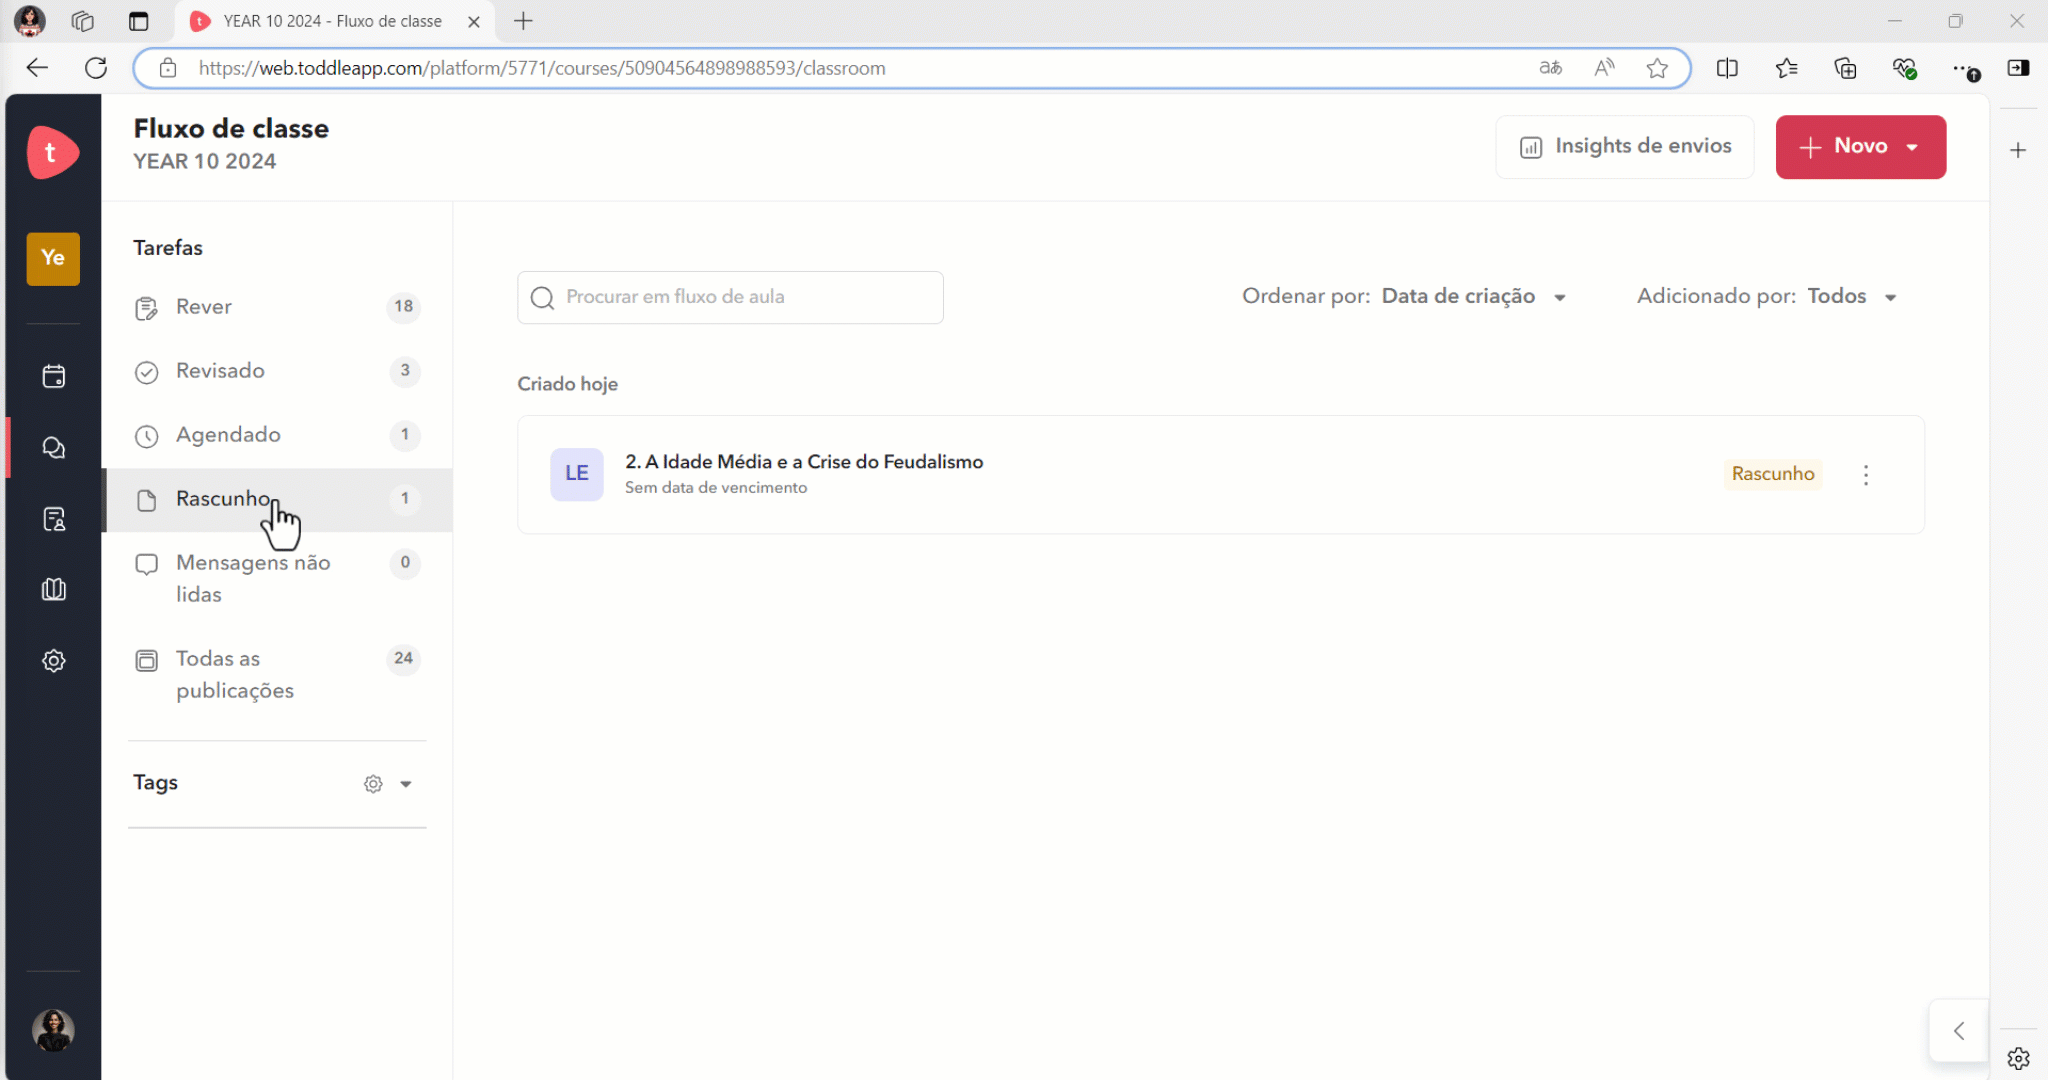 YEAR 10 2024 - Fluxo de classe
https://web.toddleapp.com/platform/5771/courses/50904564898988593/classroom
aあ
t
Fluxo de classe
YEAR 10 2024
Insights de envios
Novo
Ye
Tarefas
Rever 18
Revisado 3
Agendado 1
Rascunho 1
Mensagens não 0
lidas
Todas as 24
publicações
Tags
Procurar em fluxo de aula
Ordenar por: Data de criação
Adicionado por: Todos
Criado hoje
LE
2. A Idade Média e a Crise do Feudalismo
Sem data de vencimento
Rascunho